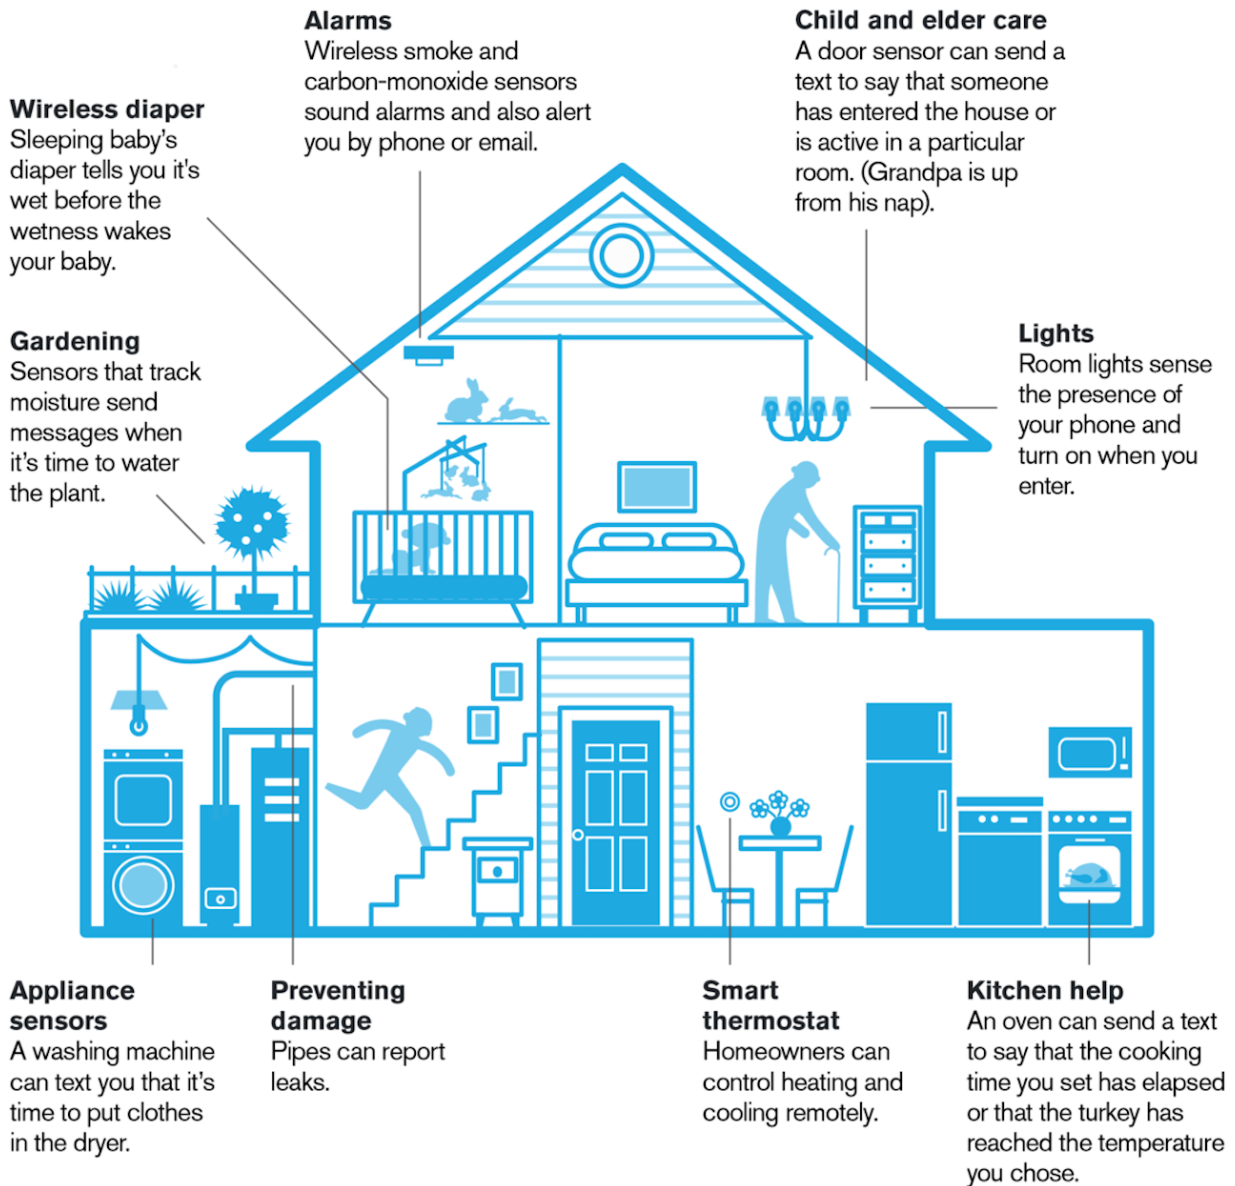 Alarms
Wireless smoke and
carbon-monoxide sensors
sound alarms and also alert
you by phone or email.
Child and elder care
A door sensor can send a
text to say that someone
has entered the house or
is active in a particular
room. (Grandpa is up
from his nap).
Wireless diaper
Sleeping baby's
diaper tells you it's
wet before the
wetness wakes
your baby.
Gardening
Sensors that track
moisture send
messages when
it's time to water
the plant.
Lights
Room lights sense
the presence of
your phone and
turn on when you
enter.
Appliance
sensors
A washing machine
can text you that it's
time to put clothes
in the dryer.
Preventing
damage
Pipes can report
leaks.
Smart
thermostat
Homeowners can
control heating and
cooling remotely.
Kitchen help
An oven can send a text
to say that the cooking
time you set has elapsed
or that the turkey has
reached the temperature
you chose.